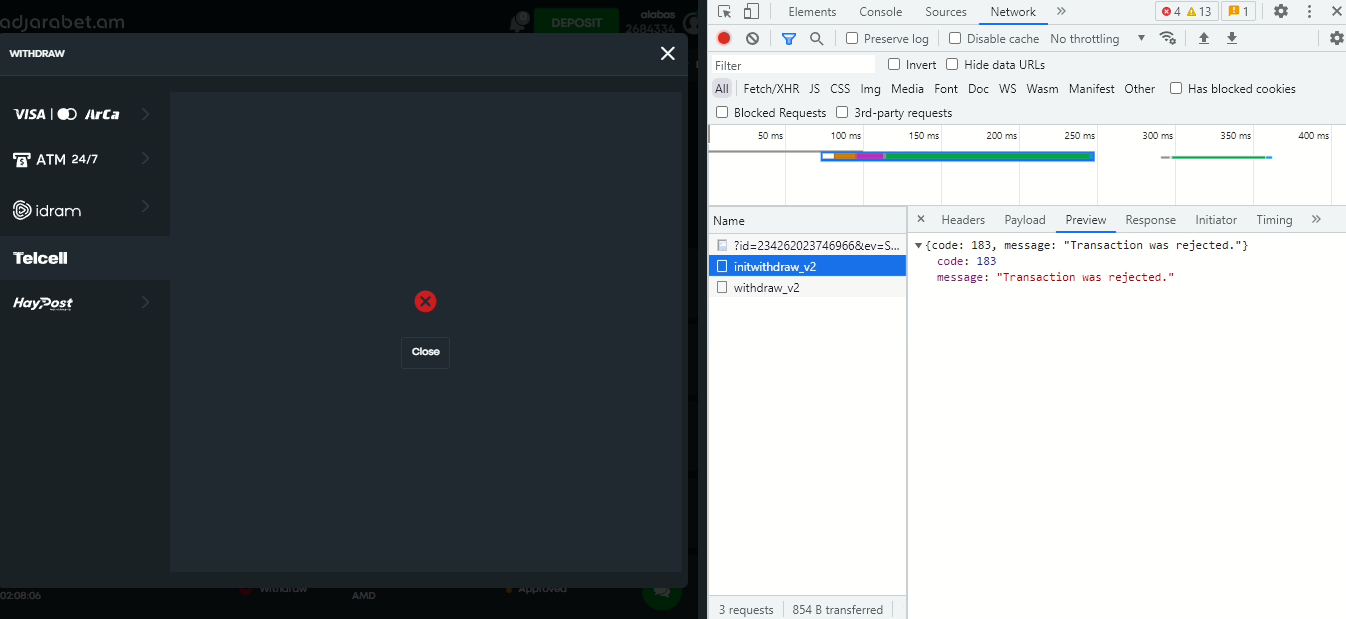 adjarabet.am
0
DEPOSIT
alabas
2684334
WITHDRAW
VISA | ArCa
ATM 24/7
idram
Telcell
HayPost
Close
02:08:06
Withdraw
AMD
Approved
Elements Console Sources Network » 4 13 1
Preserve log Disable cache No throttling
Filter Invert Hide data URLs
All Fetch/XHR JS CSS Img Media Font Doc WS Wasm Manifest Other Has blocked cookies
Blocked Requests 3rd-party requests
50 ms 100 ms 150 ms 200 ms 250 ms 300 ms 350 ms 400 ms
Name
?id=234262023746966&ev=S...
initwithdraw_v2
withdraw_v2
Headers Payload Preview Response Initiator Timing »
{code: 183, message: "Transaction was rejected."}
code: 183
message: "Transaction was rejected."
3 requests 854 B transferred